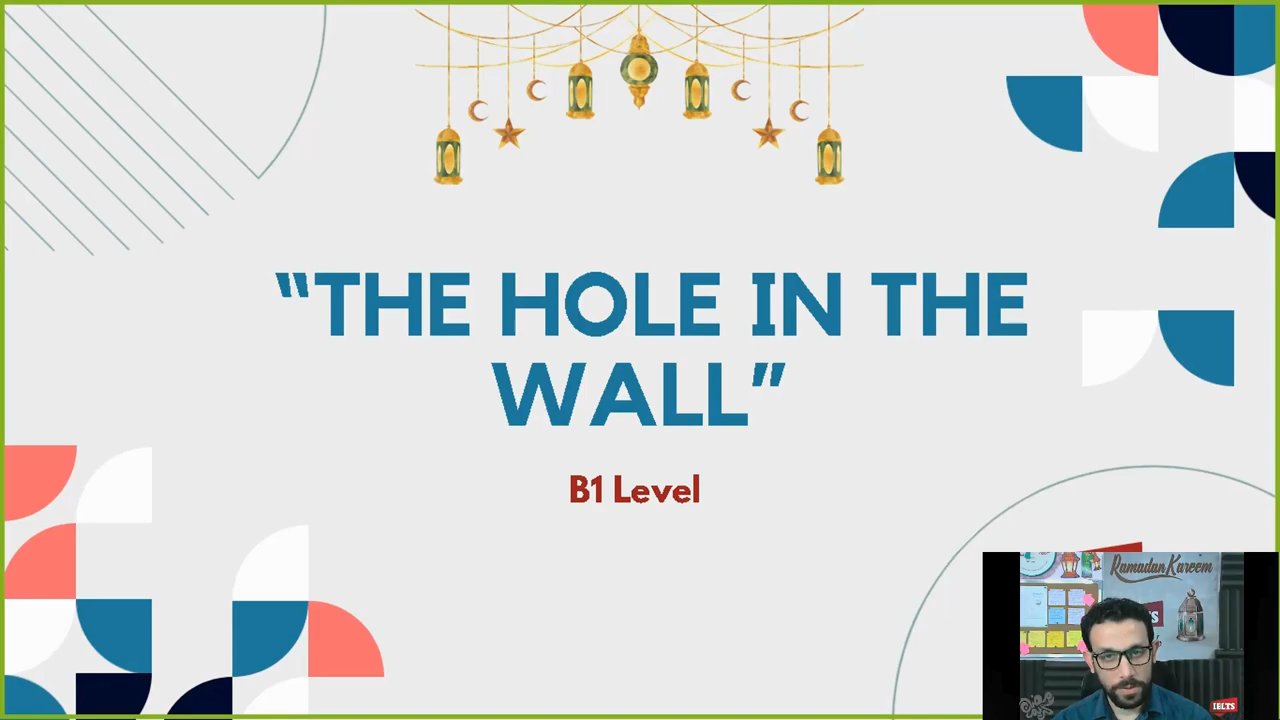 “THE HOLE IN THE
WALL”
B1 Level
Ramadan Kareem
IELTS